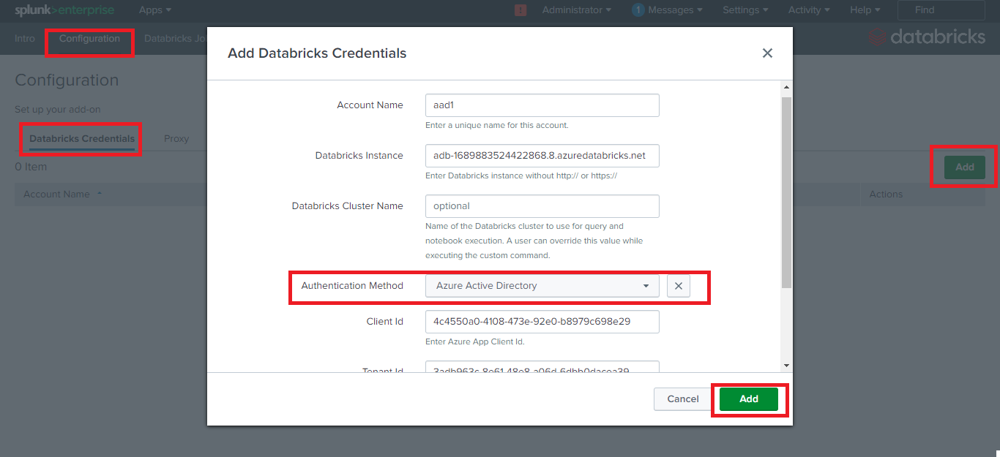 splunk>enterprise Apps Administrator 1 Messages Settings Activity Help Find
Intro Configuration Databricks Jo databricks
Configuration
Set up your add-on
Databricks Credentials Proxy
0 Item Add
Account Name Actions
Add Databricks Credentials
Account Name aad1
Enter a unique name for this account.
Databricks Instance adb-1689883524422868.8.azuredatabricks.net
Enter Databricks instance without http:// or https://
Databricks Cluster Name optional
Name of the Databricks cluster to use for query and
notebook execution. A user can override this value while
executing the custom command.
Authentication Method Azure Active Directory
Client Id 4c4550a0-4108-473e-92e0-b8979c698e29
Enter Azure App Client Id.
Tenant Id
Cancel Add